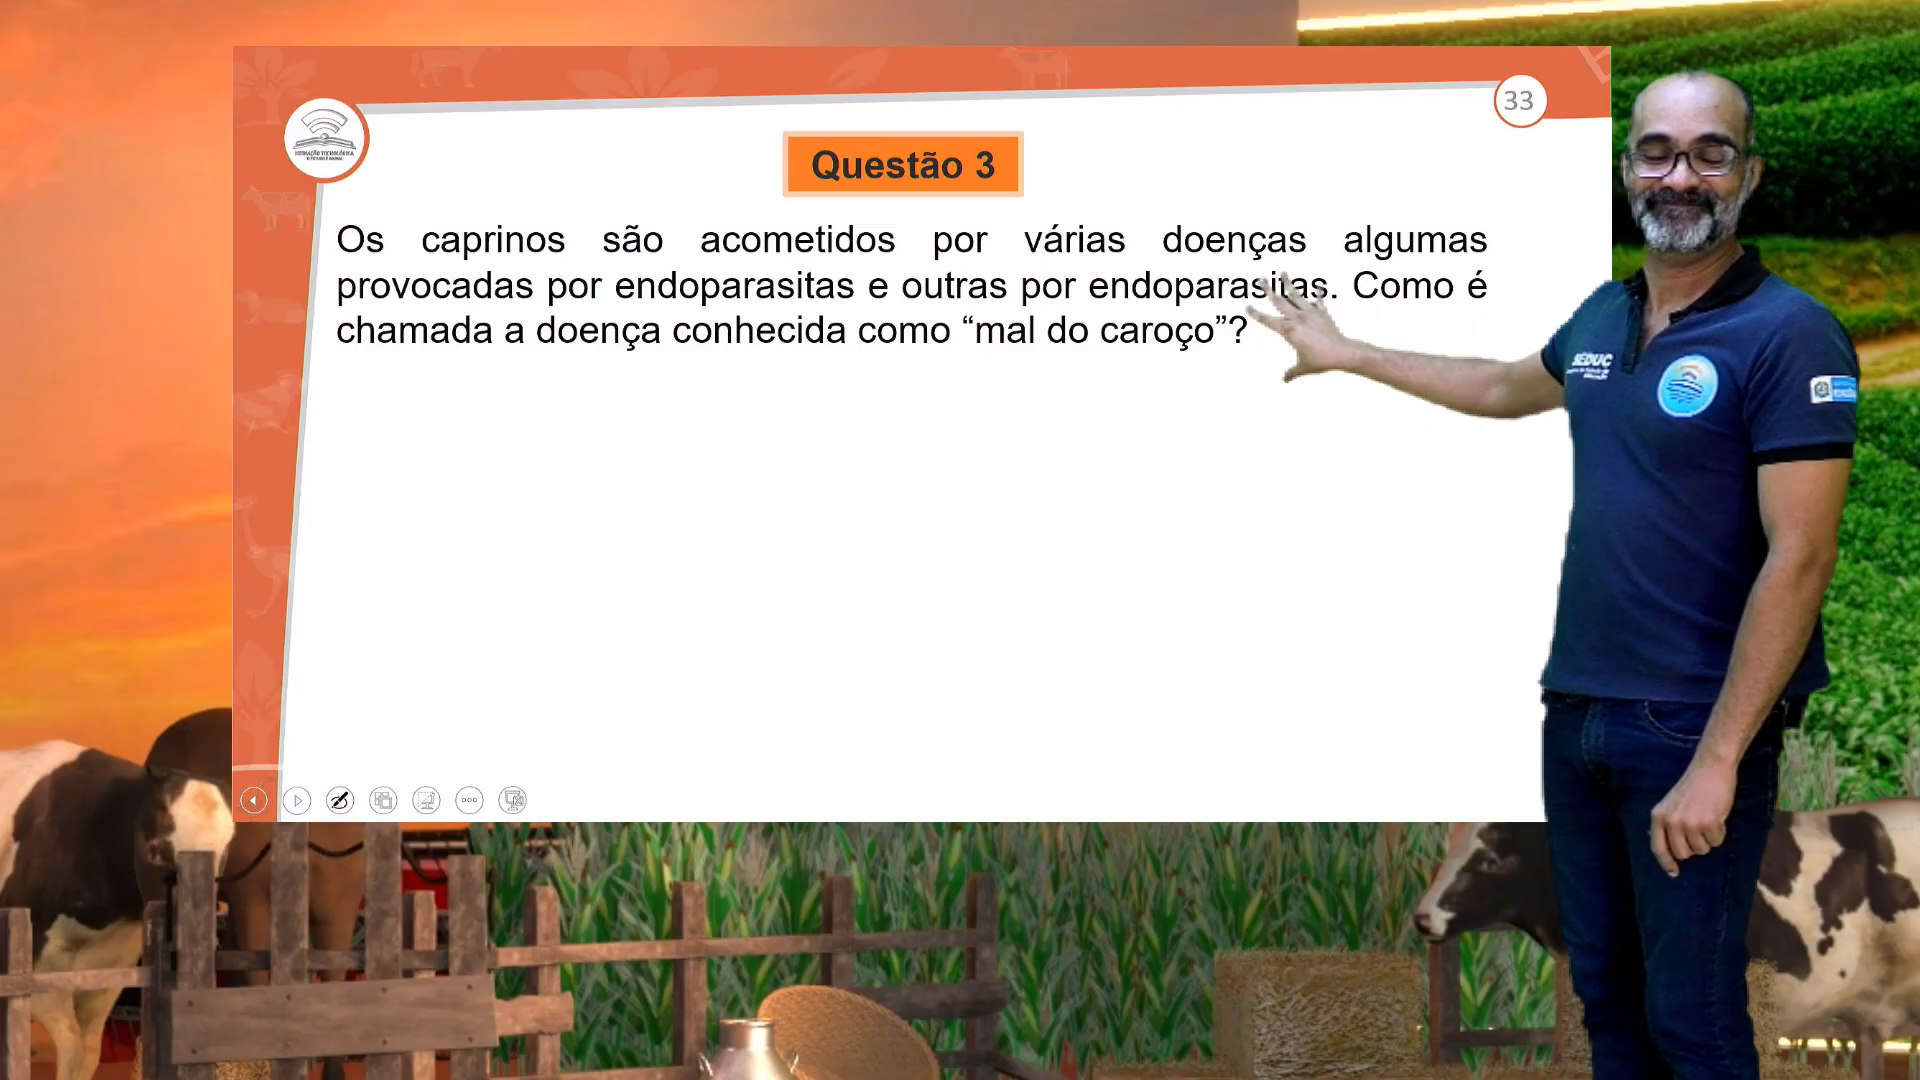 33
Questão 3
Os caprinos são acometidos por várias doenças algumas
provocadas por endoparasitas e outras por endoparasitas. Como é
chamada a doença conhecida como “mal do caroço”?
SEDUC